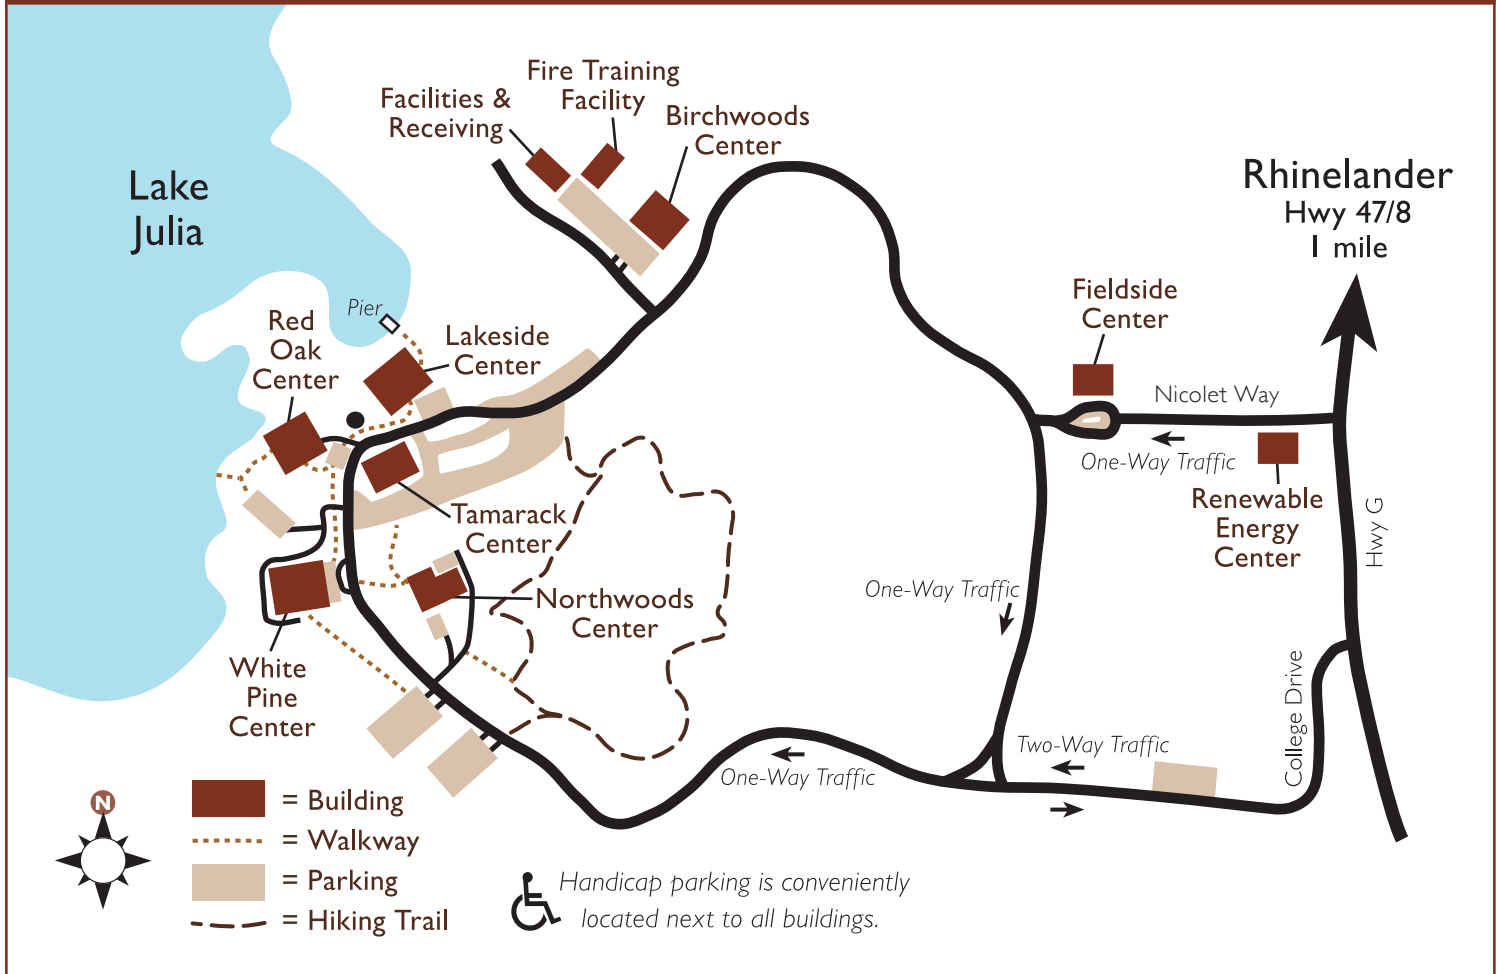 Fire Training
Facility
Facilities &
Receiving
Birchwoods
Center
Lake
Julia
Rhinelander
Hwy 47/8
1 mile
Pier
Red
Oak
Center
Lakeside
Center
Fieldside
Center
Nicolet Way
One-Way Traffic
Renewable
Energy
Center
Hwy G
Tamarack
Center
Northwoods
Center
One-Way Traffic
White
Pine
Center
College Drive
Two-Way Traffic
One-Way Traffic
N
= Building
= Walkway
= Parking
= Hiking Trail
Handicap parking is conveniently
located next to all buildings.